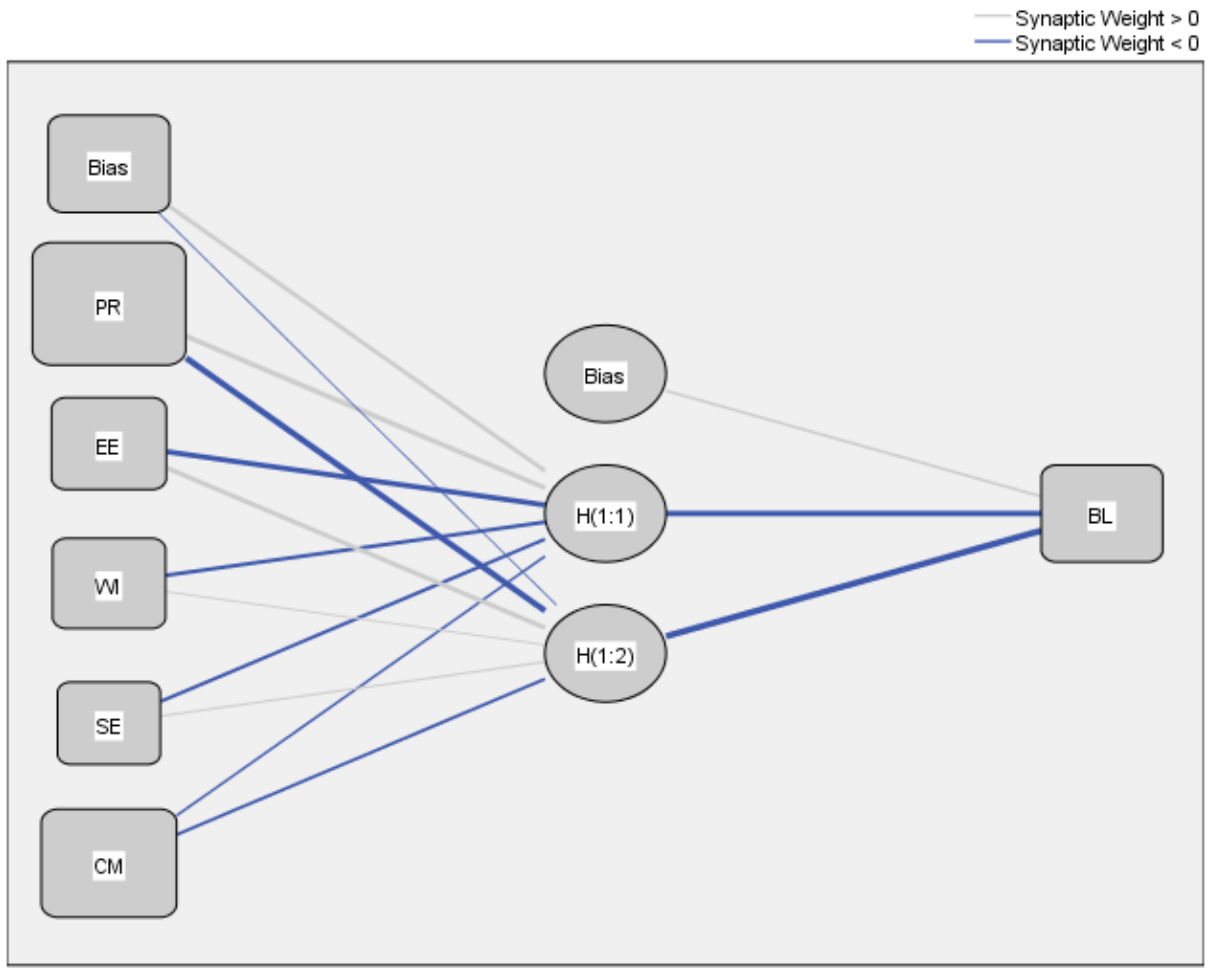 Synaptic Weight > 0
Synaptic Weight < 0
Bias
PR
EE
WI
SE
CM
Bias
H(1:1)
H(1:2)
BL